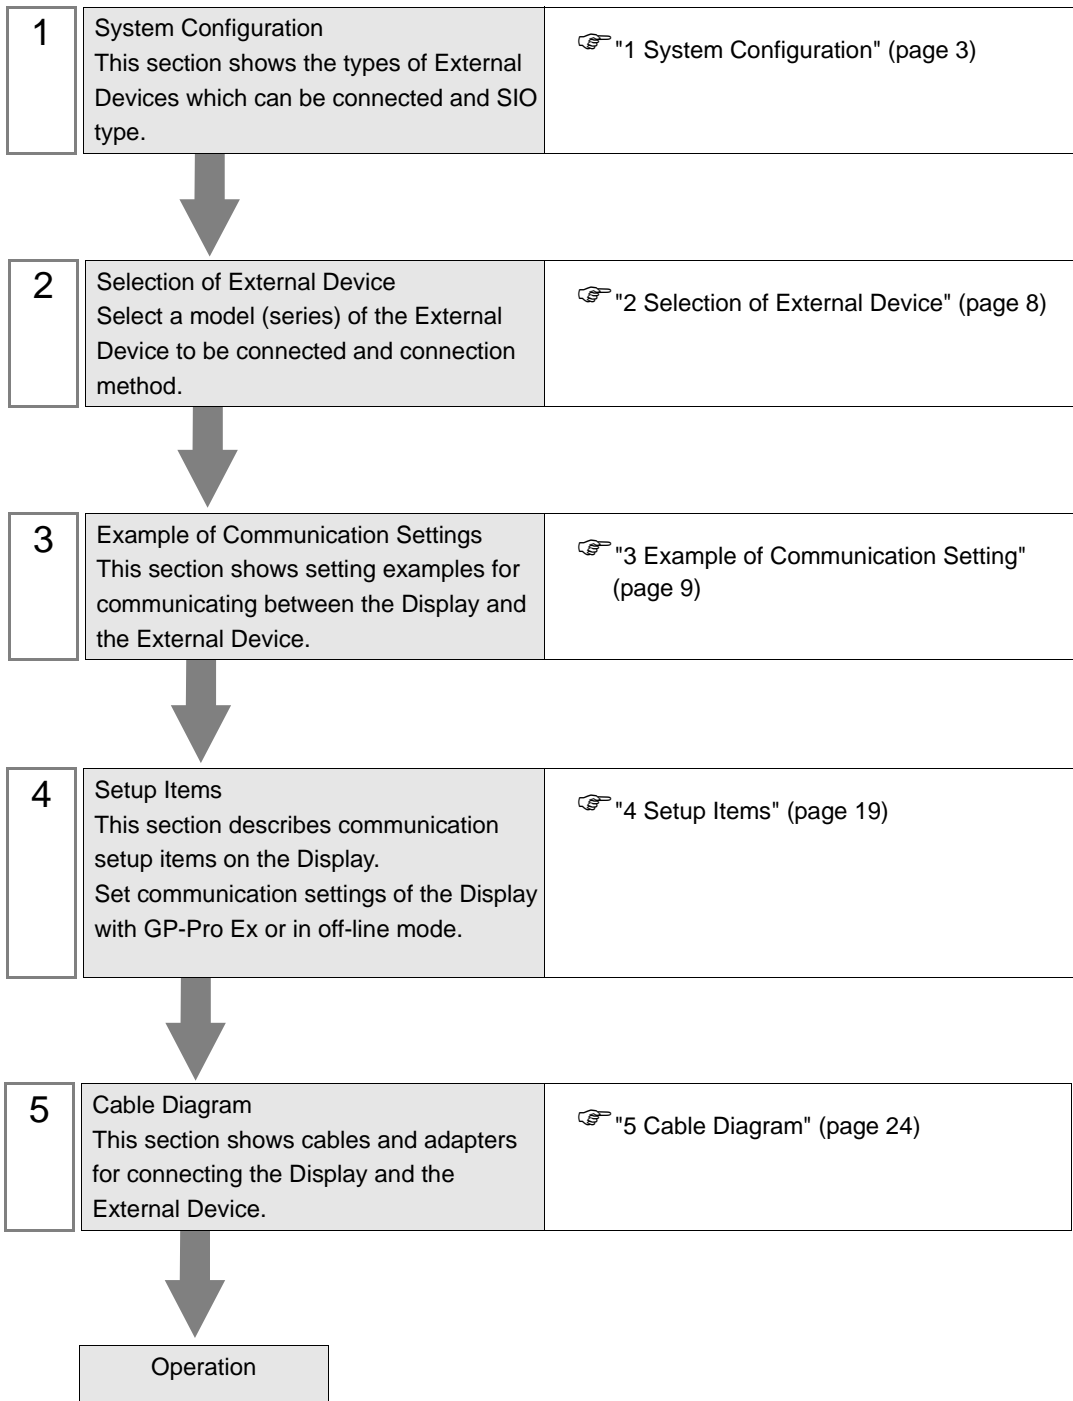 1
System Configuration
This section shows the types of External
Devices which can be connected and SIO
type.
"1 System Configuration" (page 3)
2
Selection of External Device
Select a model (series) of the External
Device to be connected and connection
method.
"2 Selection of External Device" (page 8)
3
Example of Communication Settings
This section shows setting examples for
communicating between the Display and
the External Device.
"3 Example of Communication Setting"
(page 9)
4
Setup Items
This section describes communication
setup items on the Display.
Set communication settings of the Display
with GP-Pro Ex or in off-line mode.
"4 Setup Items" (page 19)
5
Cable Diagram
This section shows cables and adapters
for connecting the Display and the
External Device.
"5 Cable Diagram" (page 24)
Operation